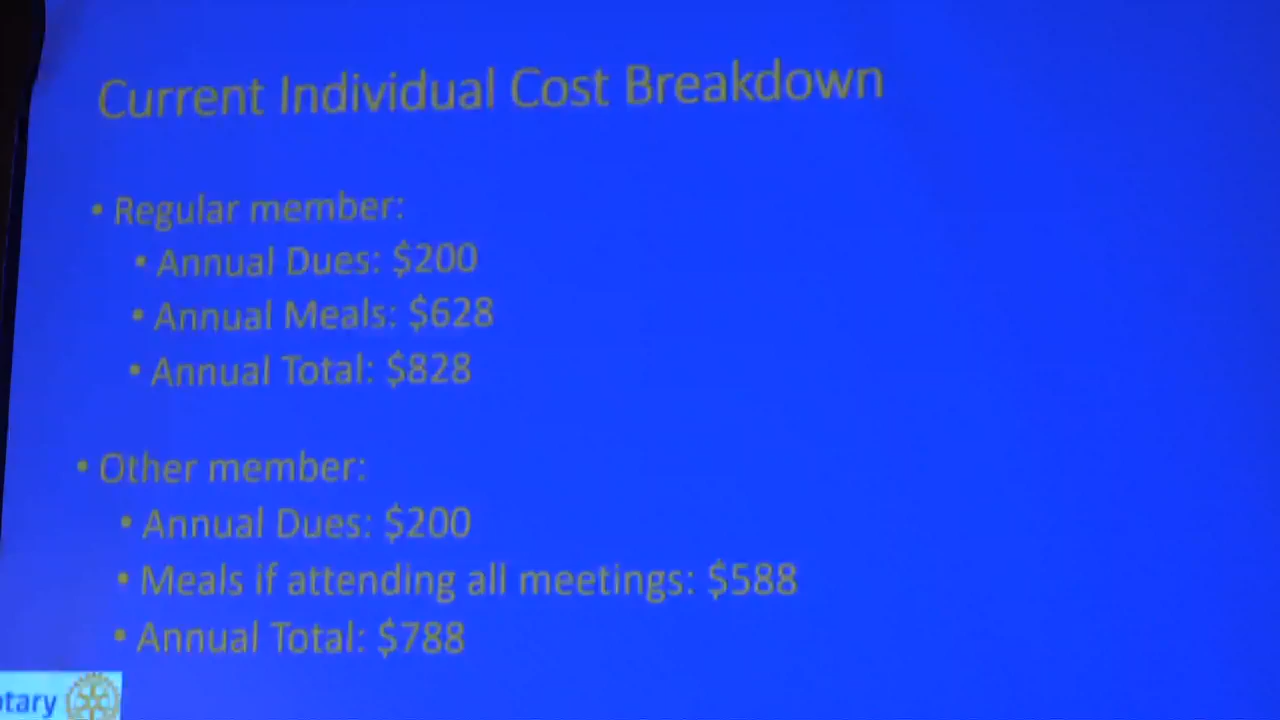 Current Individual Cost Breakdown
• Regular member:
• Annual Dues: $200
• Annual Meals: $628
• Annual Total: $828
• Other member:
• Annual Dues: $200
• Meals if attending all meetings: $588
• Annual Total: $788
otary